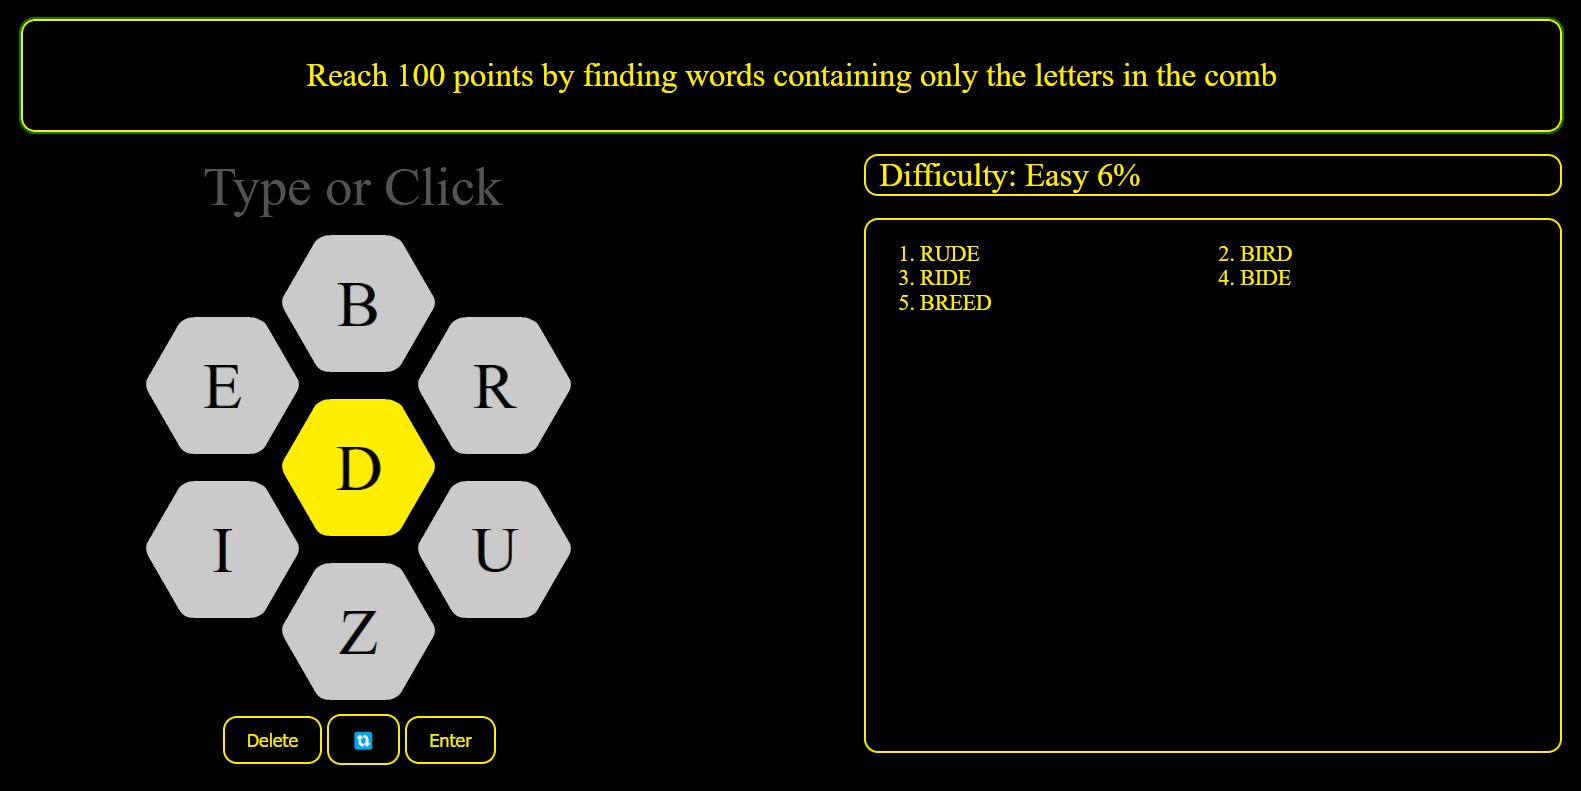 Reach 100 points by finding words containing only the letters in the comb
Type or Click
Difficulty: Easy 6%
1. RUDE
2. BIRD
3. RIDE
4. BIDE
5. BREED
B
E
R
D
I
U
Z
Delete
Enter